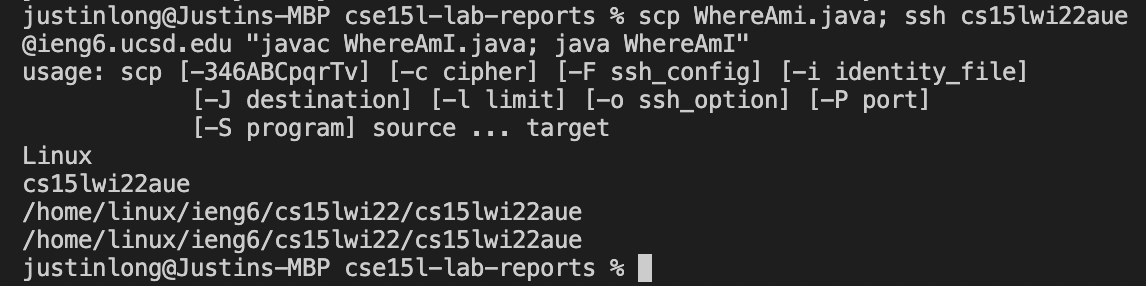 justinlong@Justins-MBP cse15l-lab-reports % scp WhereAmi.java; ssh cs15lwi22aue
@ieng6.ucsd.edu "javac WhereAmI.java; java WhereAmI"
usage: scp [-346ABCpqrTv] [-c cipher] [-F ssh_config] [-i identity_file]
[-J destination] [-l limit] [-o ssh_option] [-P port]
[-S program] source ... target
Linux
cs15lwi22aue
/home/linux/ieng6/cs15lwi22/cs15lwi22aue
/home/linux/ieng6/cs15lwi22/cs15lwi22aue
justinlong@Justins-MBP cse15l-lab-reports %